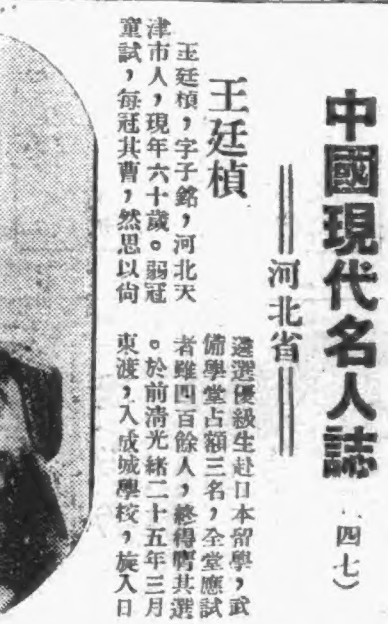 中國現代名人誌
(四七)
河北省
王廷楨
王廷楨，字子銘，河北天
津市人，現年六十歲。弱冠
童試，每冠其曹，然思以尙
遴選優級生赴日本留學，武
備學堂占額三名，全堂應試
者雖四百餘人，終得膺其選
。於前清光緒二十五年三月
東渡，入成城學校，旋入日